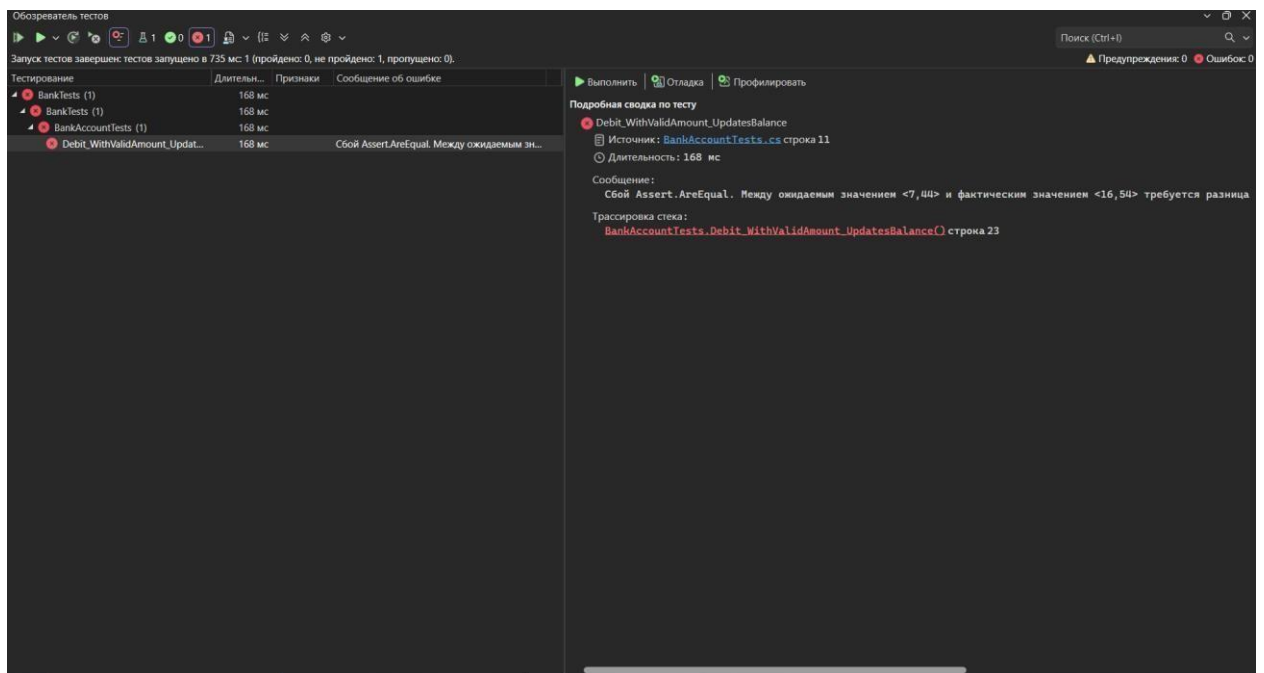 Обозреватель тестов
1 0 1
Поиск (Ctrl+I)
Запуск тестов завершен: тестов запущено в 735 мс: 1 (пройдено: 0, не пройдено: 1, пропущено: 0).
Предупреждения: 0 Ошибок: 0
Тестирование Длительн... Признаки Сообщение об ошибке
BankTests (1) 168 мс
BankTests (1) 168 мс
BankAccountTests (1) 168 мс
Debit_WithValidAmount_Updat... 168 мс Сбой Assert.AreEqual. Между ожидаемым зн...
Выполнить Отладка Профилировать
Подробная сводка по тесту
Debit_WithValidAmount_UpdatesBalance
Источник: BankAccountTests.cs строка 11
Длительность: 168 мс
Сообщение:
Сбой Assert.AreEqual. Между ожидаемым значением <7,44> и фактическим значением <16,54> требуется разница
Трассировка стека:
BankAccountTests.Debit_WithValidAmount_UpdatesBalance() строка 23